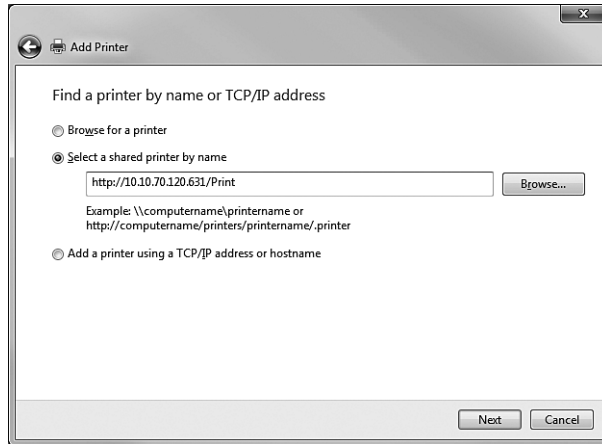 Add Printer
Find a printer by name or TCP/IP address
Browse for a printer
Select a shared printer by name
http://10.10.70.120.631/Print
Browse...
Example: \\computername\printername or
http://computername/printers/printername/.printer
Add a printer using a TCP/IP address or hostname
Next
Cancel